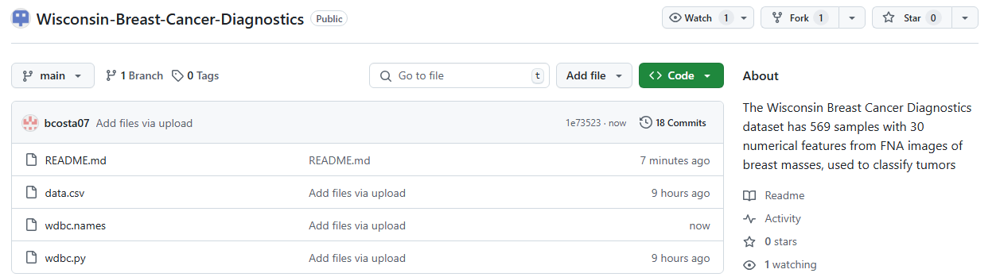 Wisconsin-Breast-Cancer-Diagnostics Public Watch 1 Fork 1 Star 0
main 1 Branch 0 Tags Go to file t Add file Code
bcosta07 Add files via upload 1e73523 · now 18 Commits
README.md README.md 7 minutes ago
data.csv Add files via upload 9 hours ago
wdbc.names Add files via upload now
wdbc.py Add files via upload 9 hours ago
About
The Wisconsin Breast Cancer Diagnostics
dataset has 569 samples with 30
numerical features from FNA images of
breast masses, used to classify tumors
Readme
Activity
0 stars
1 watching